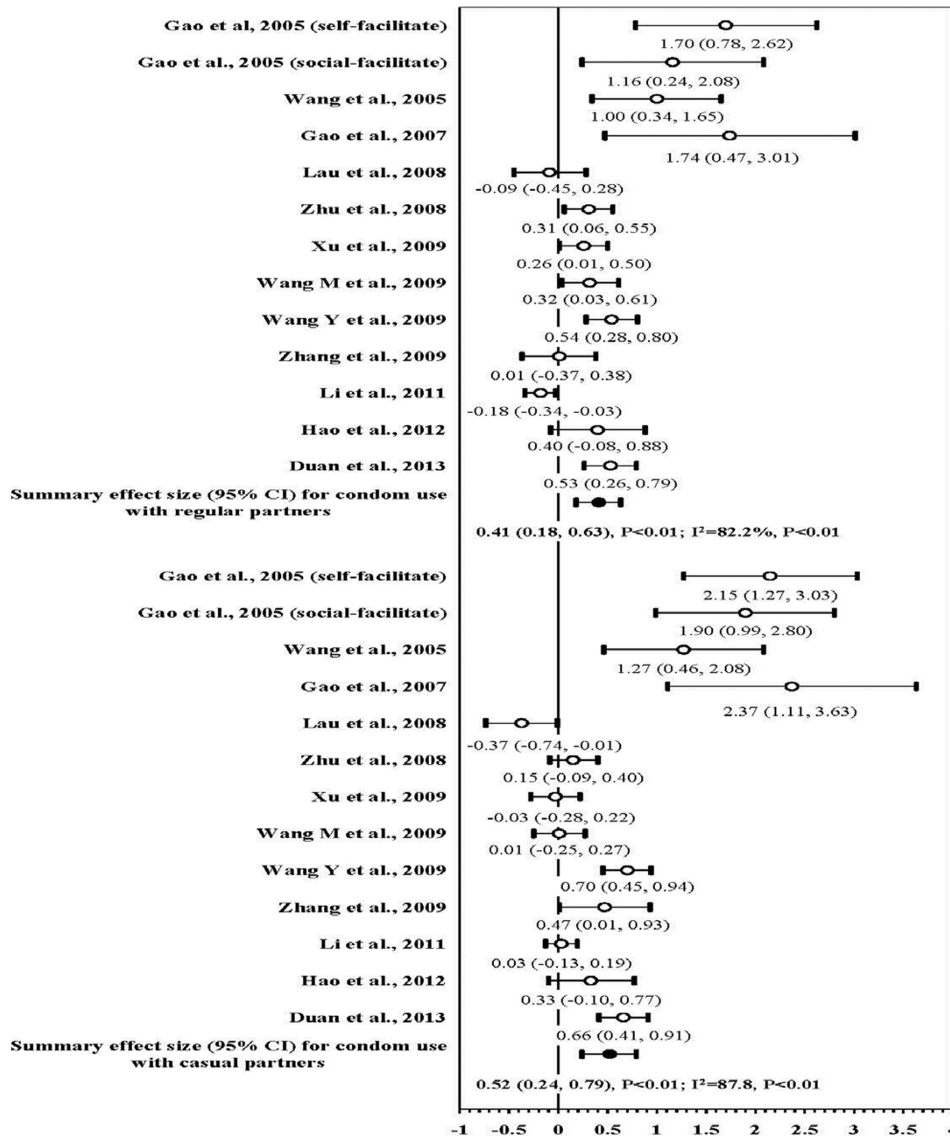 Gao et al, 2005 (self-facilitate)
1.70 (0.78, 2.62)
Gao et al., 2005 (social-facilitate)
1.16 (0.24, 2.08)
Wang et al., 2005
1.00 (0.34, 1.65)
Gao et al., 2007
1.74 (0.47, 3.01)
Lau et al., 2008
-0.09 (-0.45, 0.28)
Zhu et al., 2008
0.31 (0.06, 0.55)
Xu et al., 2009
0.26 (0.01, 0.50)
Wang M et al., 2009
0.32 (0.03, 0.61)
Wang Y et al., 2009
0.54 (0.28, 0.80)
Zhang et al., 2009
0.01 (-0.37, 0.38)
Li et al., 2011
-0.18 (-0.34, -0.03)
Hao et al., 2012
0.40 (-0.08, 0.88)
Duan et al., 2013
0.53 (0.26, 0.79)
Summary effect size (95% CI) for condom use
with regular partners
0.41 (0.18, 0.63), P<0.01; I²=82.2%, P<0.01
Gao et al., 2005 (self-facilitate)
2.15 (1.27, 3.03)
Gao et al., 2005 (social-facilitate)
1.90 (0.99, 2.80)
Wang et al., 2005
1.27 (0.46, 2.08)
Gao et al., 2007
2.37 (1.11, 3.63)
Lau et al., 2008
-0.37 (-0.74, -0.01)
Zhu et al., 2008
0.15 (-0.09, 0.40)
Xu et al., 2009
-0.03 (-0.28, 0.22)
Wang M et al., 2009
0.01 (-0.25, 0.27)
Wang Y et al., 2009
0.70 (0.45, 0.94)
Zhang et al., 2009
0.47 (0.01, 0.93)
Li et al., 2011
0.03 (-0.13, 0.19)
Hao et al., 2012
0.33 (-0.10, 0.77)
Duan et al., 2013
0.66 (0.41, 0.91)
Summary effect size (95% CI) for condom use
with casual partners
0.52 (0.24, 0.79), P<0.01; I²=87.8, P<0.01
-1 -0.5 0 0.5 1 1.5 2 2.5 3 3.5 4